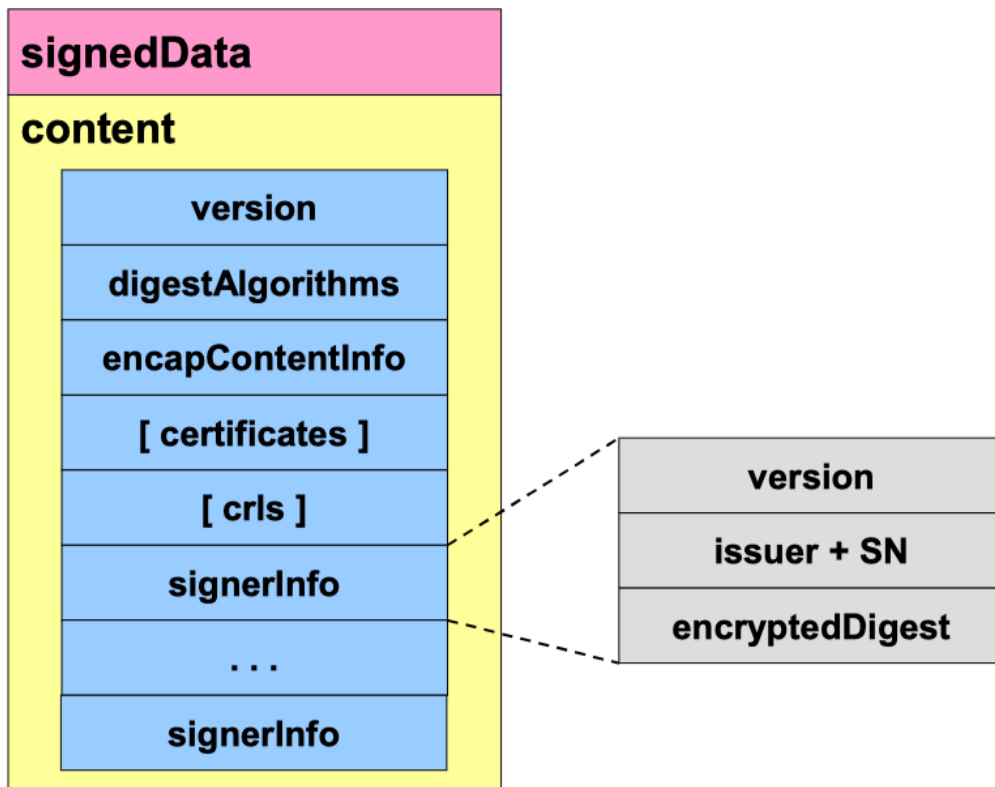 signedData
content
version
digestAlgorithms
encapContentInfo
[ certificates ]
[ crls ]
signerInfo
. . .
signerInfo
version
issuer + SN
encryptedDigest